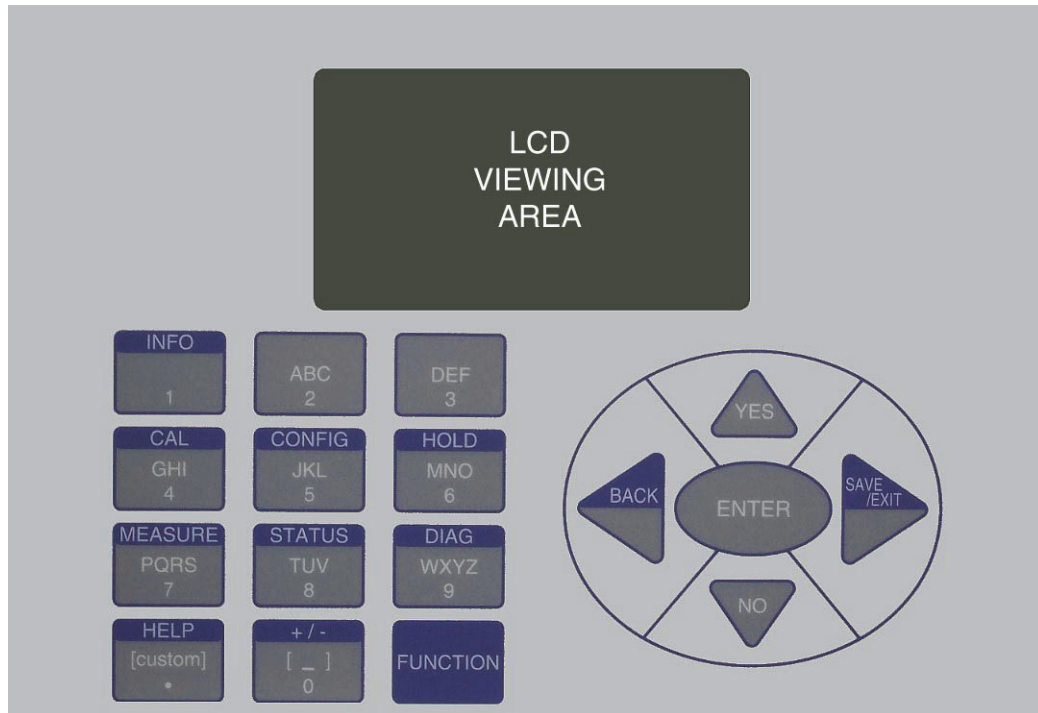 LCD
VIEWING
AREA
INFO
1
ABC
2
DEF
3
CAL
GHI
4
CONFIG
JKL
5
HOLD
MNO
6
MEASURE
PQRS
7
STATUS
TUV
8
DIAG
WXYZ
9
HELP
[custom]
•
+ / -
[ _ ]
0
FUNCTION
YES
BACK
ENTER
SAVE
/EXIT
NO